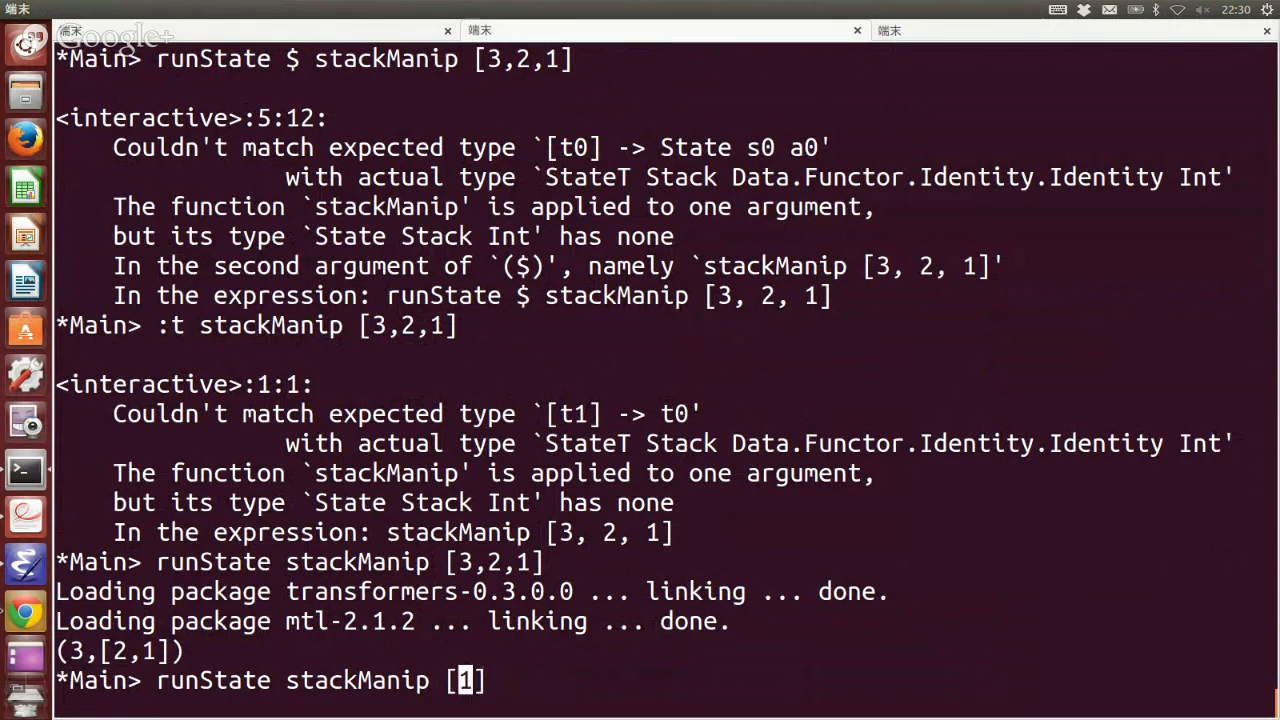 端末
22:30
端末
端末
端末
Google+
*Main> runState $ stackManip [3,2,1]
<interactive>:5:12:
Couldn't match expected type `[t0] -> State s0 a0'
with actual type `StateT Stack Data.Functor.Identity.Identity Int'
The function `stackManip' is applied to one argument,
but its type `State Stack Int' has none
In the second argument of `($)', namely `stackManip [3, 2, 1]'
In the expression: runState $ stackManip [3, 2, 1]
*Main> :t stackManip [3,2,1]
<interactive>:1:1:
Couldn't match expected type `[t1] -> t0'
with actual type `StateT Stack Data.Functor.Identity.Identity Int'
The function `stackManip' is applied to one argument,
but its type `State Stack Int' has none
In the expression: stackManip [3, 2, 1]
*Main> runState stackManip [3,2,1]
Loading package transformers-0.3.0.0 ... linking ... done.
Loading package mtl-2.1.2 ... linking ... done.
(3,[2,1])
*Main> runState stackManip [1]